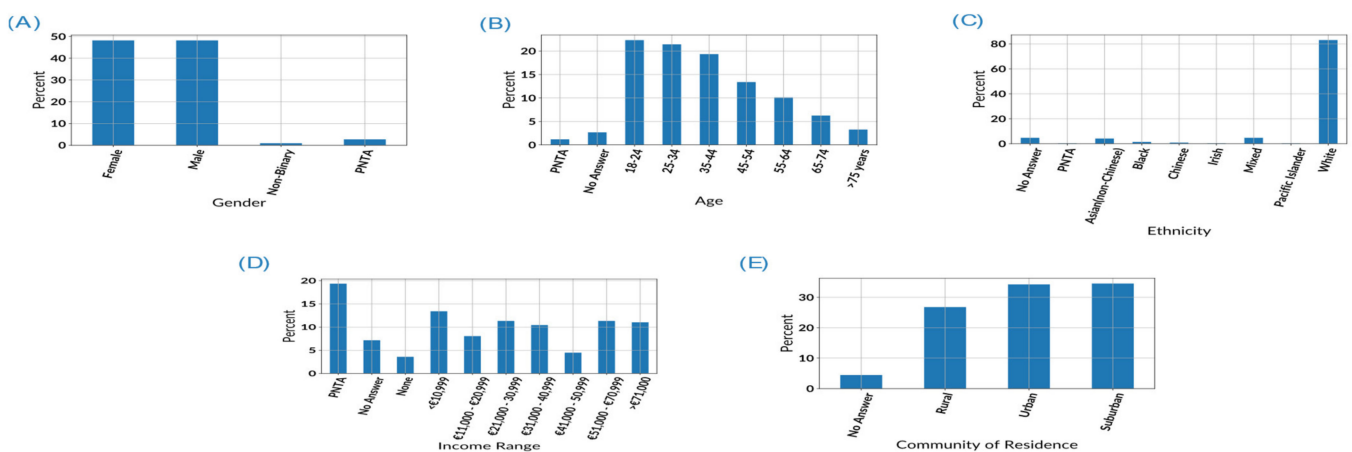 (A)
50
40
30
20
10
0
Percent
Female
Male
Non-Binary
PNTA
Gender
(B)
20
15
10
5
0
Percent
PNTA
No Answer
18-24
25-34
35-44
45-54
55-64
65-74
>75 years
Age
(C)
80
60
40
20
0
Percent
No Answer
PNTA
Asian(non-Chinese)
Black
Chinese
Irish
Mixed
Pacific Islander
White
Ethnicity
(D)
20
15
10
5
0
Percent
PNTA
No Answer
None
<€10,999
€11,000 - €20,999
€21,000 - 30,999
€31,000 - 40,999
€41,000 - 50,999
€51,000 - €70,999
>€71,000
Income Range
(E)
30
20
10
0
Percent
No Answer
Rural
Urban
Suburban
Community of Residence